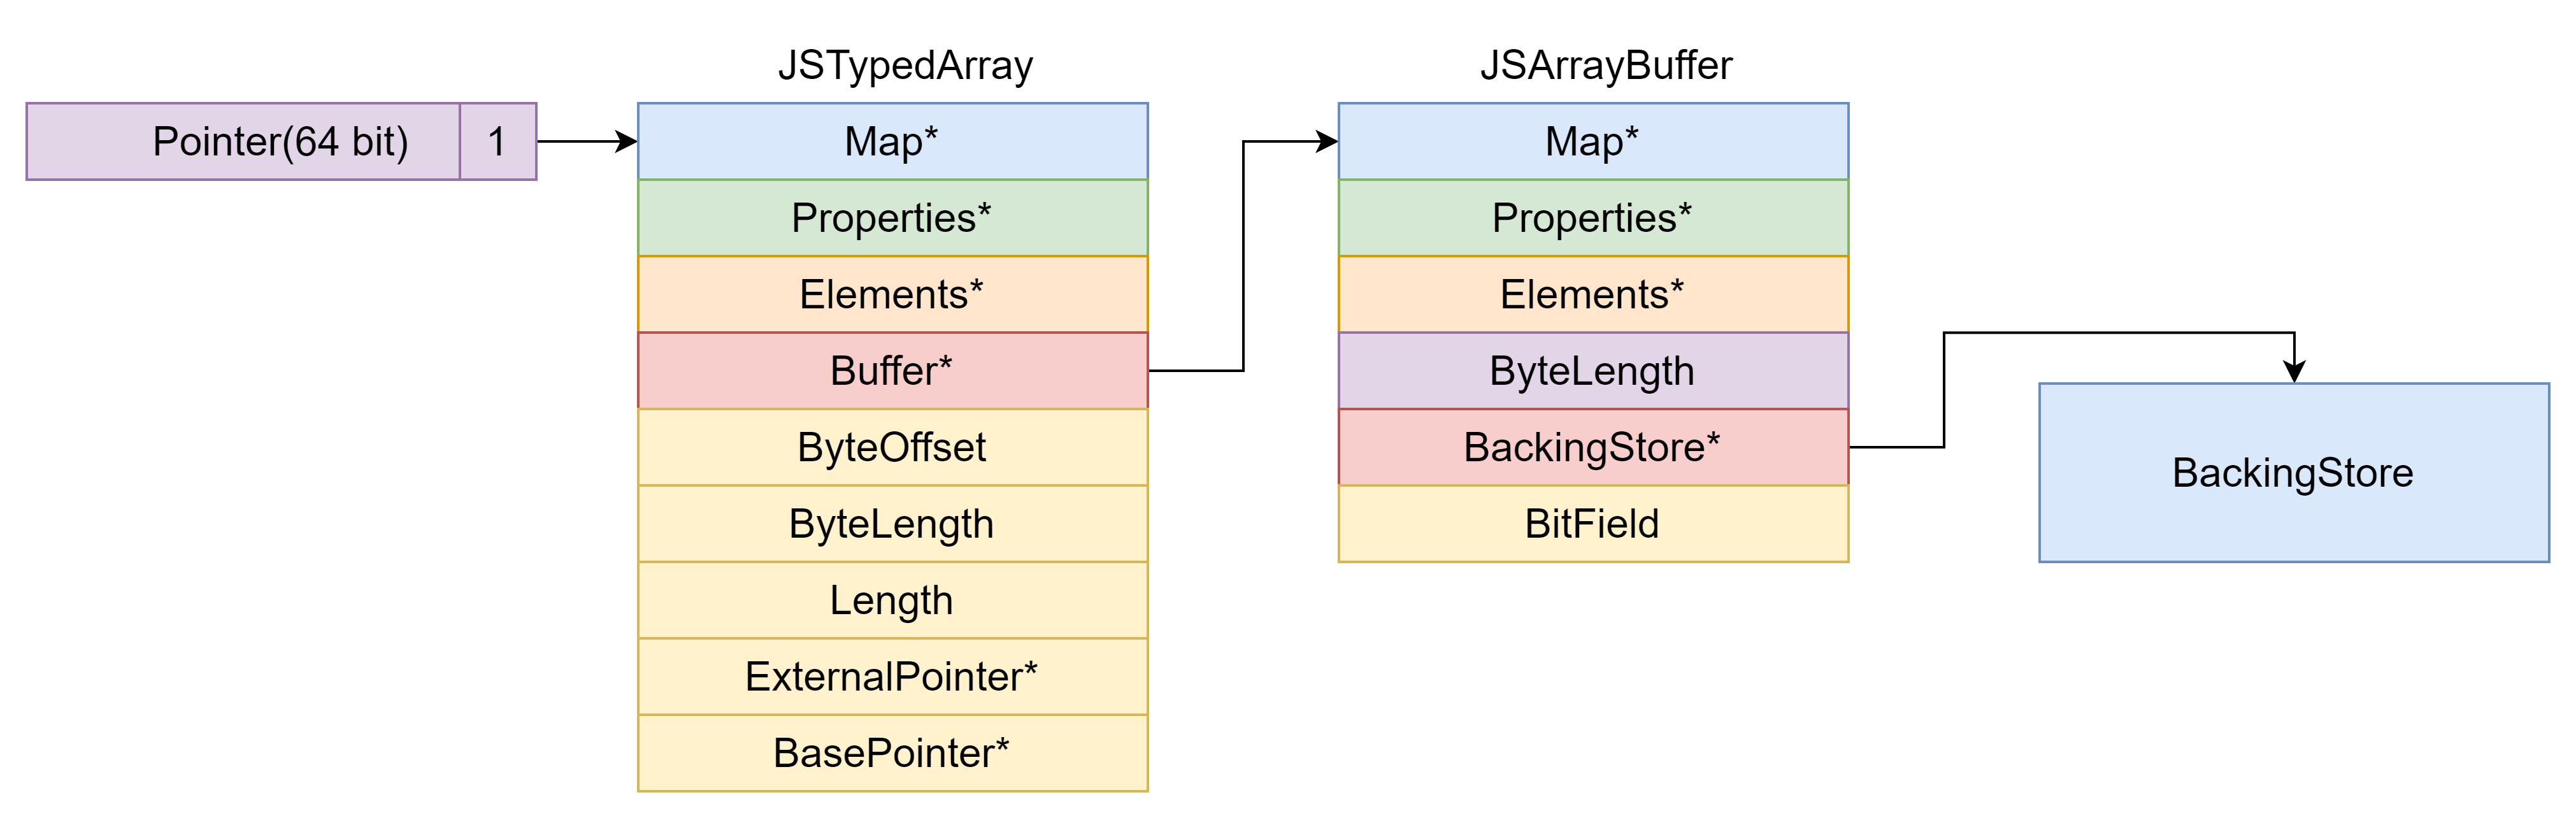 JSTypedArray
JSArrayBuffer
Pointer(64 bit)
1
Map*
Properties*
Elements*
Buffer*
ByteOffset
ByteLength
Length
ExternalPointer*
BasePointer*
Map*
Properties*
Elements*
ByteLength
BackingStore*
BitField
BackingStore